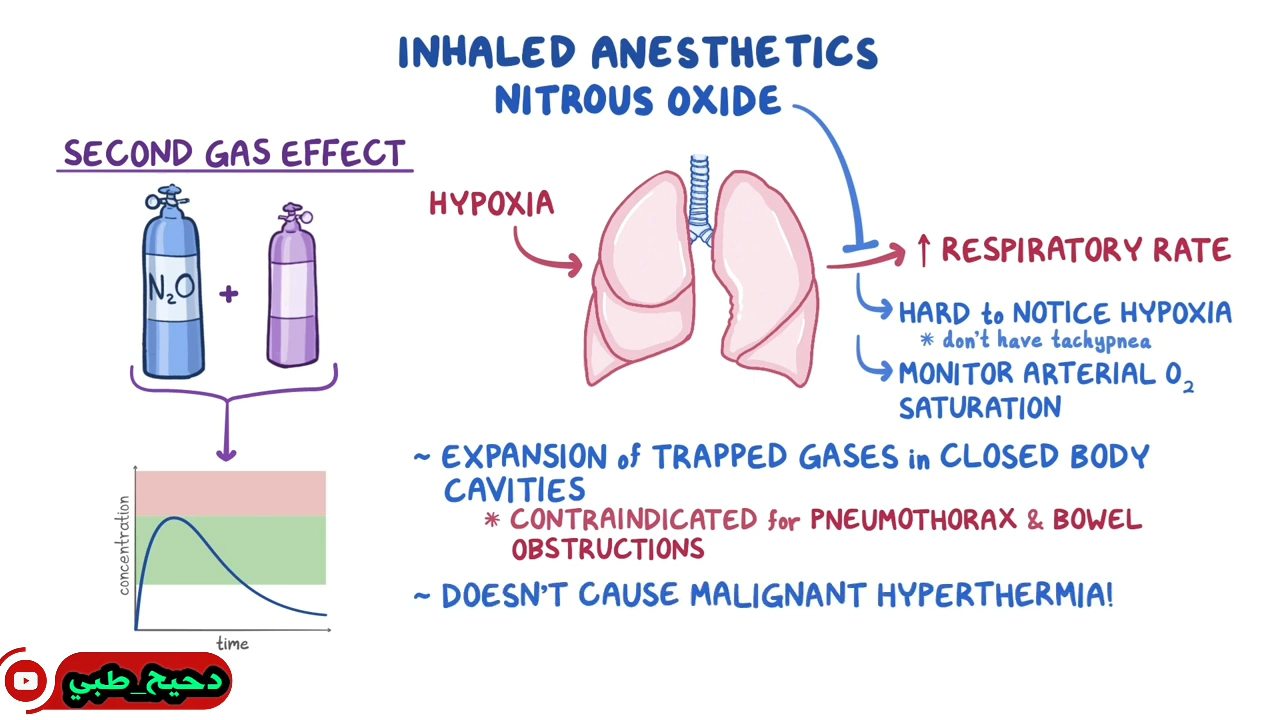 INHALED ANESTHETICS
NITROUS OXIDE
SECOND GAS EFFECT
N₂O
+
HYPOXIA
↑ RESPIRATORY RATE
HARD to NOTICE HYPOXIA
* don't have tachypnea
MONITOR ARTERIAL O₂
SATURATION
concentration
time
~ EXPANSION of TRAPPED GASES in CLOSED BODY
CAVITIES
* CONTRAINDICATED for PNEUMOTHORAX & BOWEL
OBSTRUCTIONS
~ DOESN'T CAUSE MALIGNANT HYPERTHERMIA!
دحيح_طبي